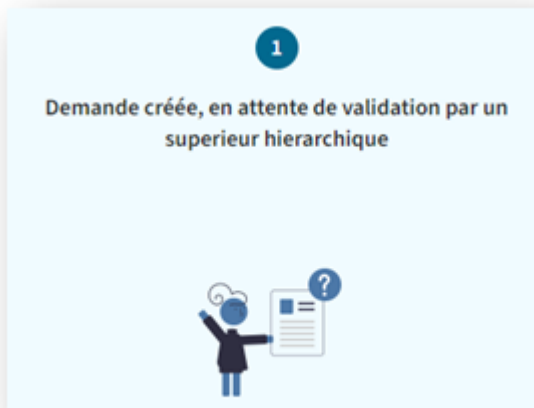 1
Demande créée, en attente de validation par un
superieur hierarchique
?